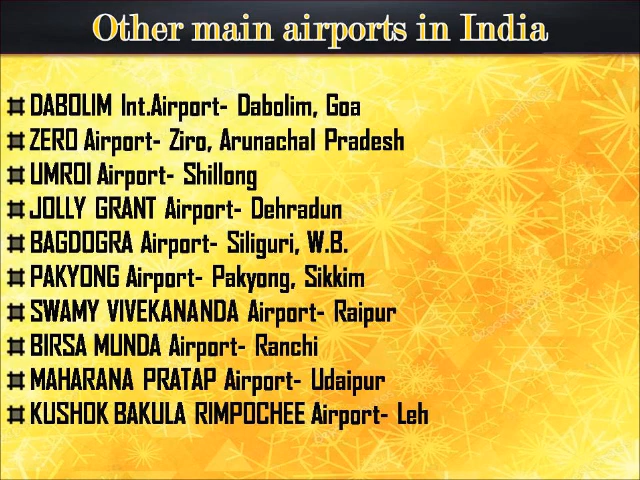 Other main airports in India
DABOLIM Int.Airport- Dabolim, Goa
ZERO Airport- Ziro, Arunachal Pradesh
UMROI Airport- Shillong
JOLLY GRANT Airport- Dehradun
BAGDOGRA Airport- Siliguri, W.B.
PAKYONG Airport- Pakyong, Sikkim
SWAMY VIVEKANANDA Airport- Raipur
BIRSA MUNDA Airport- Ranchi
MAHARANA PRATAP Airport- Udaipur
KUSHOK BAKULA RIMPOCHEE Airport- Leh